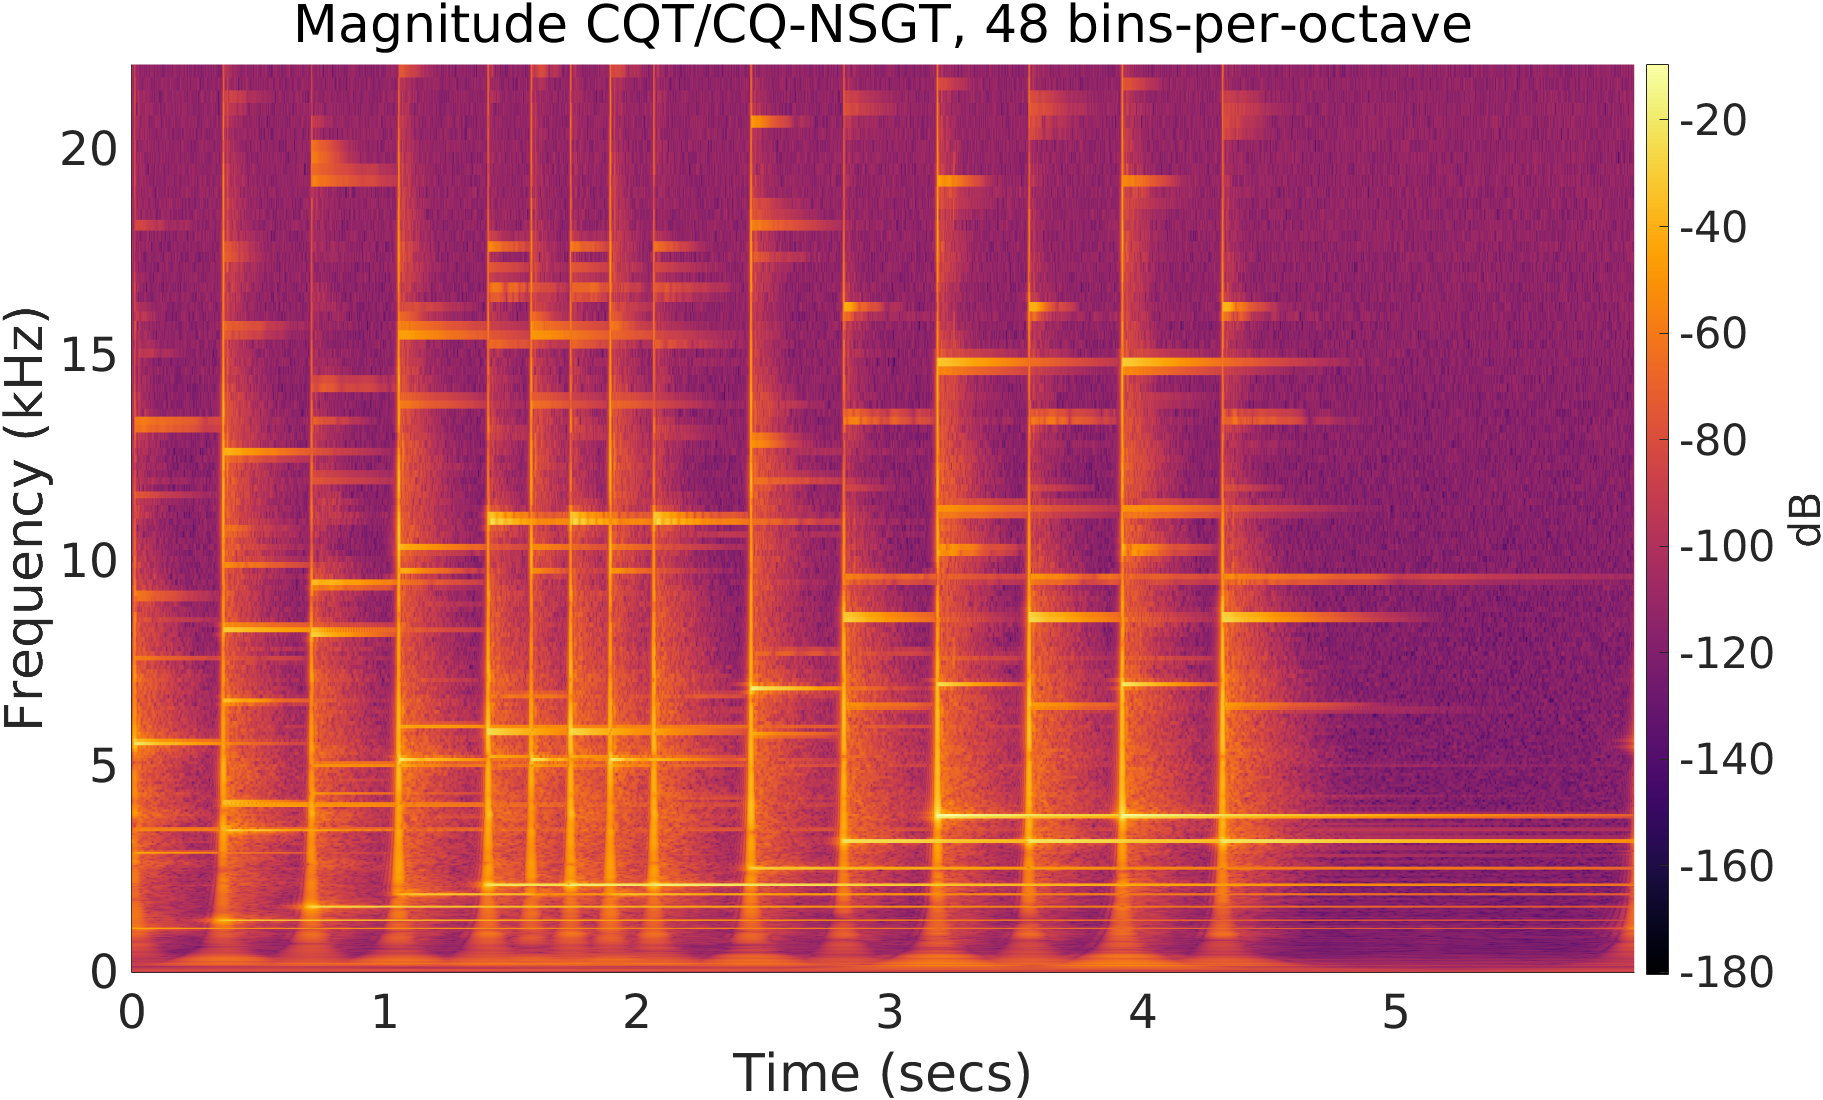 Magnitude CQT/CQ-NSGT, 48 bins-per-octave
Frequency (kHz)
20
15
10
5
0
0 1 2 3 4 5
Time (secs)
-20
-40
-60
-80
-100
-120
-140
-160
-180
dB